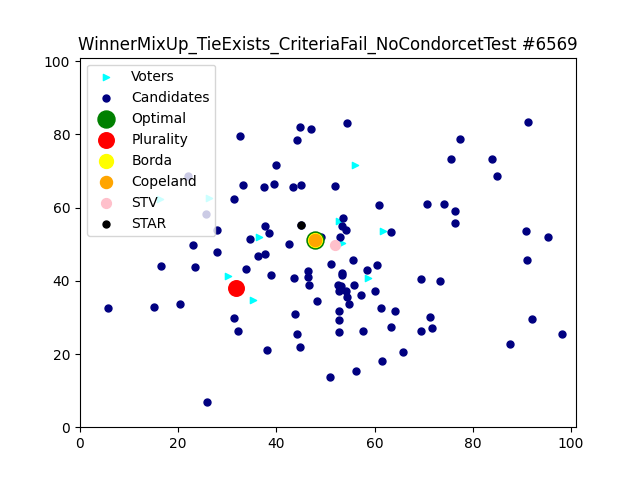 WinnerMixUp_TieExists_CriteriaFail_NoCondorcetTest #6569
100
80
60
40
20
0
Voters
Candidates
Optimal
Plurality
Borda
Copeland
STV
STAR
0 20 40 60 80 100